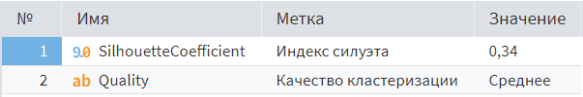 № Имя Метка Значение
1 9.0 SilhouetteCoefficient Индекс силуэта 0,34
2 ab Quality Качество кластеризации Среднее